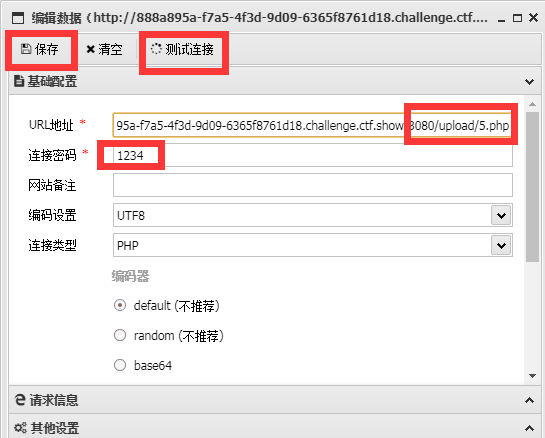 编辑数据 (http://888a895a-f7a5-4f3d-9d09-6365f8761d18.challenge.ctf....
保存 清空 测试连接
基础配置
URL地址 * 95a-f7a5-4f3d-9d09-6365f8761d18.challenge.ctf.show:8080/upload/5.php
连接密码 * 1234
网站备注
编码设置 UTF8
连接类型 PHP
编码器
default (不推荐)
random (不推荐)
base64
请求信息
其他设置